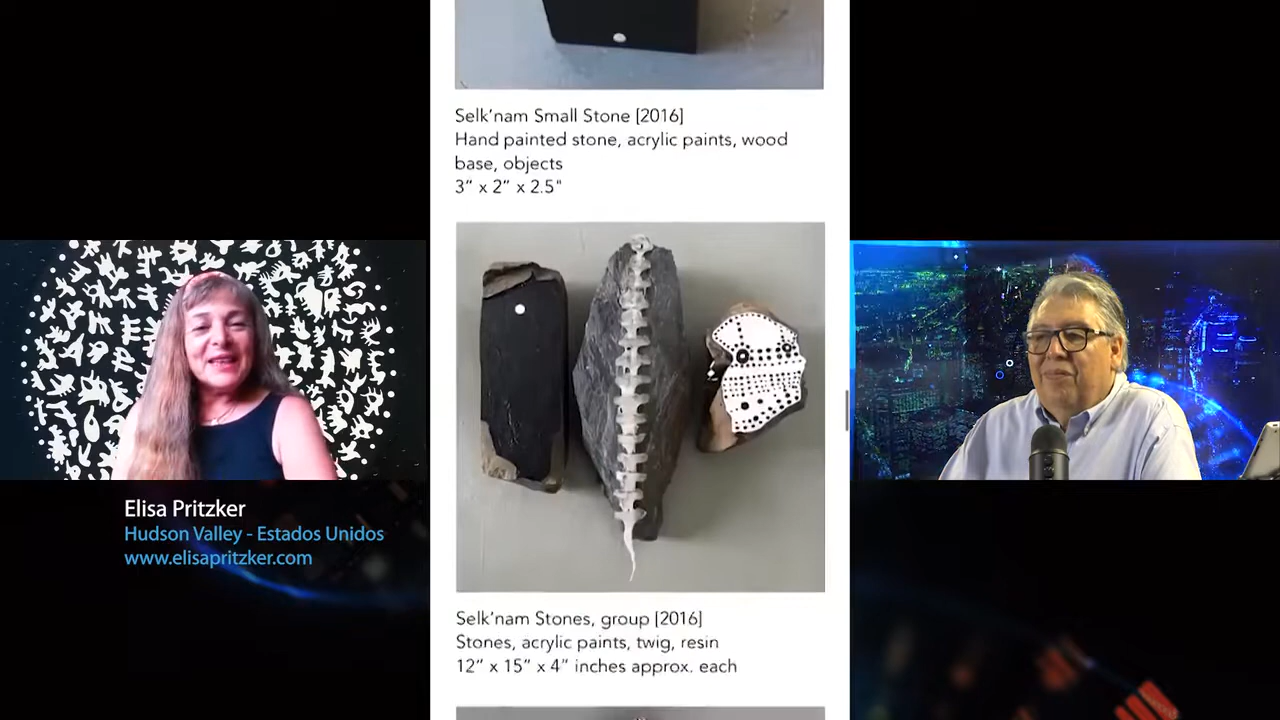 Selk’nam Small Stone [2016]
Hand painted stone, acrylic paints, wood
base, objects
3” x 2” x 2.5"
Elisa Pritzker
Hudson Valley - Estados Unidos
www.elisapritzker.com
Selk’nam Stones, group [2016]
Stones, acrylic paints, twig, resin
12” x 15” x 4” inches approx. each